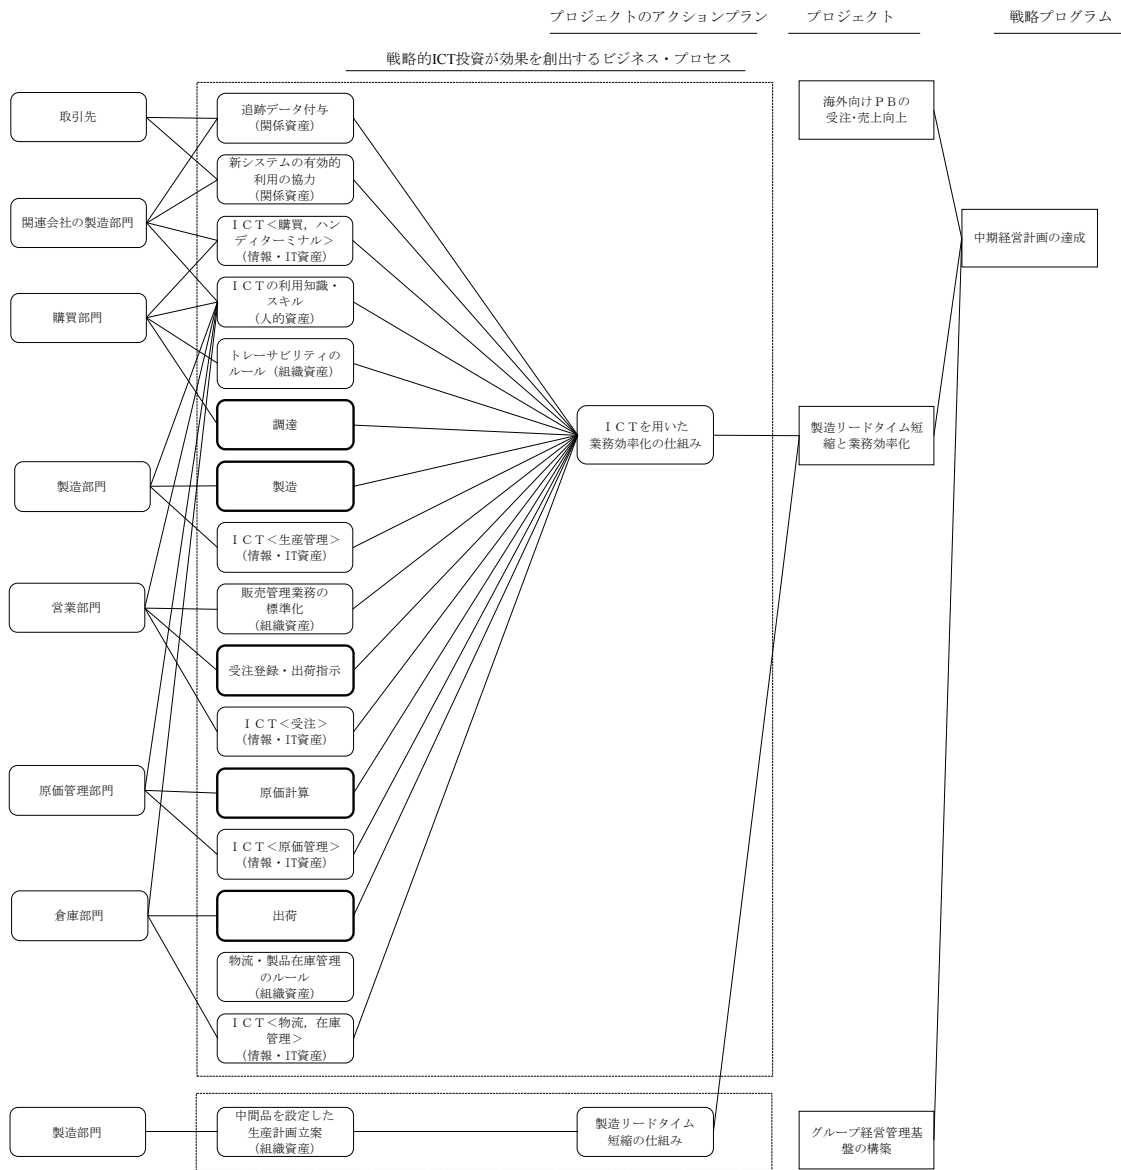 プロジェクトのアクションプラン
プロジェクト
戦略プログラム
戦略的ICT投資が効果を創出するビジネス・プロセス
取引先
関連会社の製造部門
購買部門
製造部門
営業部門
原価管理部門
倉庫部門
製造部門
追跡データ付与
（関係資産）
新システムの有効的
利用の協力
（関係資産）
ＩＣＴ＜購買，ハン
ディターミナル＞
（情報・IT資産）
ＩＣＴの利用知識・
スキル
（人的資産）
トレーサビリティの
ルール（組織資産）
調達
製造
ＩＣＴ＜生産管理＞
（情報・IT資産）
販売管理業務の
標準化
（組織資産）
受注登録・出荷指示
ＩＣＴ＜受注＞
（情報・IT資産）
原価計算
ＩＣＴ＜原価管理＞
（情報・IT資産）
出荷
物流・製品在庫管理
のルール
（組織資産）
ＩＣＴ＜物流，在庫
管理＞
（情報・IT資産）
中間品を設定した
生産計画立案
（組織資産）
ＩＣＴを用いた
業務効率化の仕組み
製造リードタイム
短縮の仕組み
海外向けＰＢの
受注･売上向上
製造リードタイム短
縮と業務効率化
グループ経営管理基
盤の構築
中期経営計画の達成